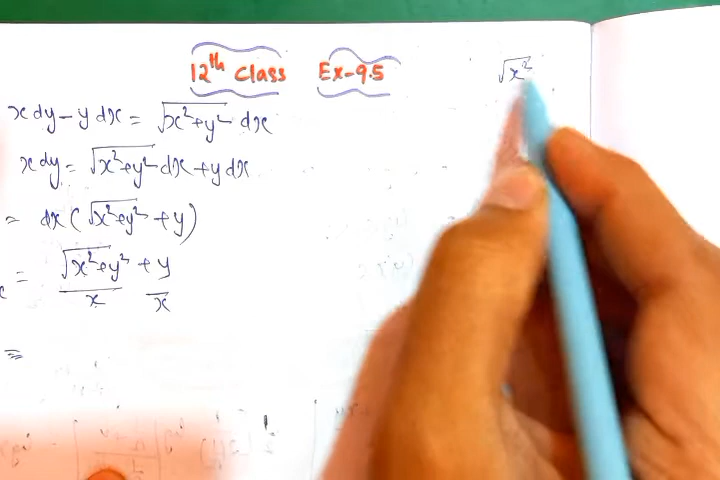 12th Class Ex-9.5
√x²
x dy - y dx = √x²+y² dx
x dy = √x²+y² dx + y dx
= dx (√x²+y² + y)
= √x²+y²/x + y/x
=